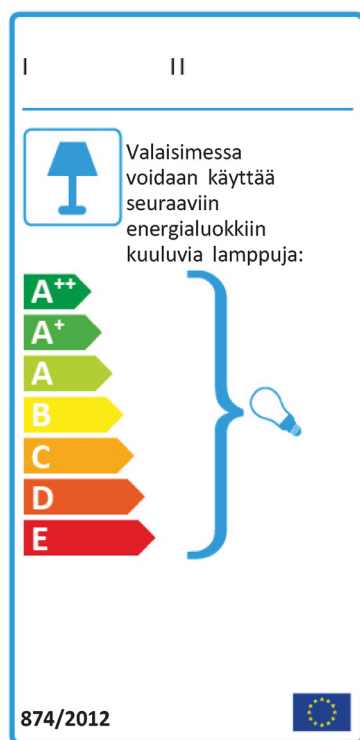 I II
Valaisimessa
voidaan käyttää
seuraaviin
energialuokkiin
kuuluvia lamppuja:
A++
A+
A
B
C
D
E
874/2012